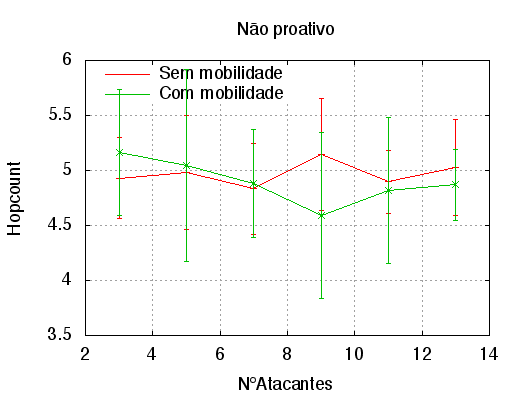 Não proativo
Sem mobilidade
Com mobilidade
6
5.5
5
4.5
4
3.5
Hopcount
2 4 6 8 10 12 14
N°Atacantes